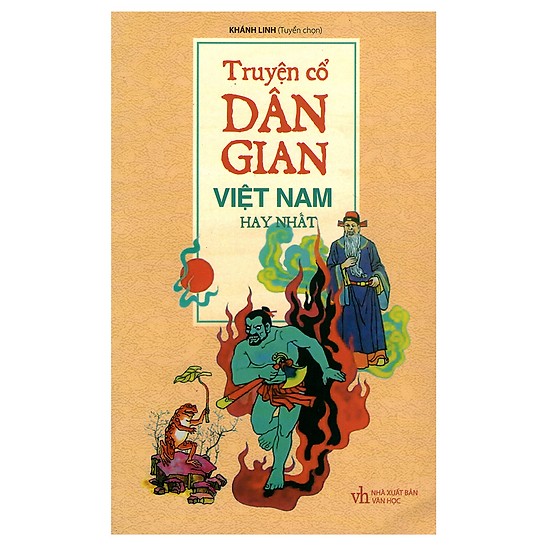 KHÁNH LINH (Tuyển chọn)
Truyện cổ
DÂN
GIAN
VIỆT NAM
HAY NHẤT
vh NHÀ XUẤT BẢN
VĂN HỌC